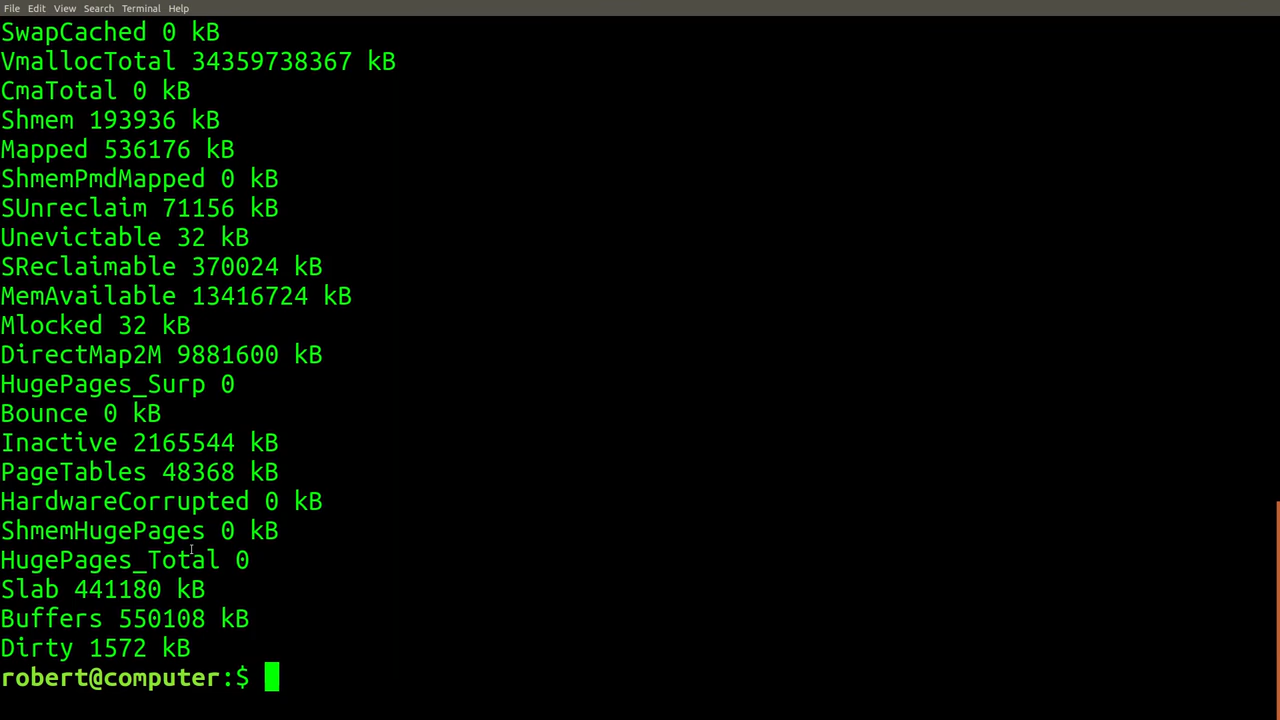 File Edit View Search Terminal Help
SwapCached 0 kB
VmallocTotal 34359738367 kB
CmaTotal 0 kB
Shmem 193936 kB
Mapped 536176 kB
ShmemPmdMapped 0 kB
SUnreclaim 71156 kB
Unevictable 32 kB
SReclaimable 370024 kB
MemAvailable 13416724 kB
Mlocked 32 kB
DirectMap2M 9881600 kB
HugePages_Surp 0
Bounce 0 kB
Inactive 2165544 kB
PageTables 48368 kB
HardwareCorrupted 0 kB
ShmemHugePages 0 kB
HugePages_Total 0
Slab 441180 kB
Buffers 550108 kB
Dirty 1572 kB
robert@computer:$